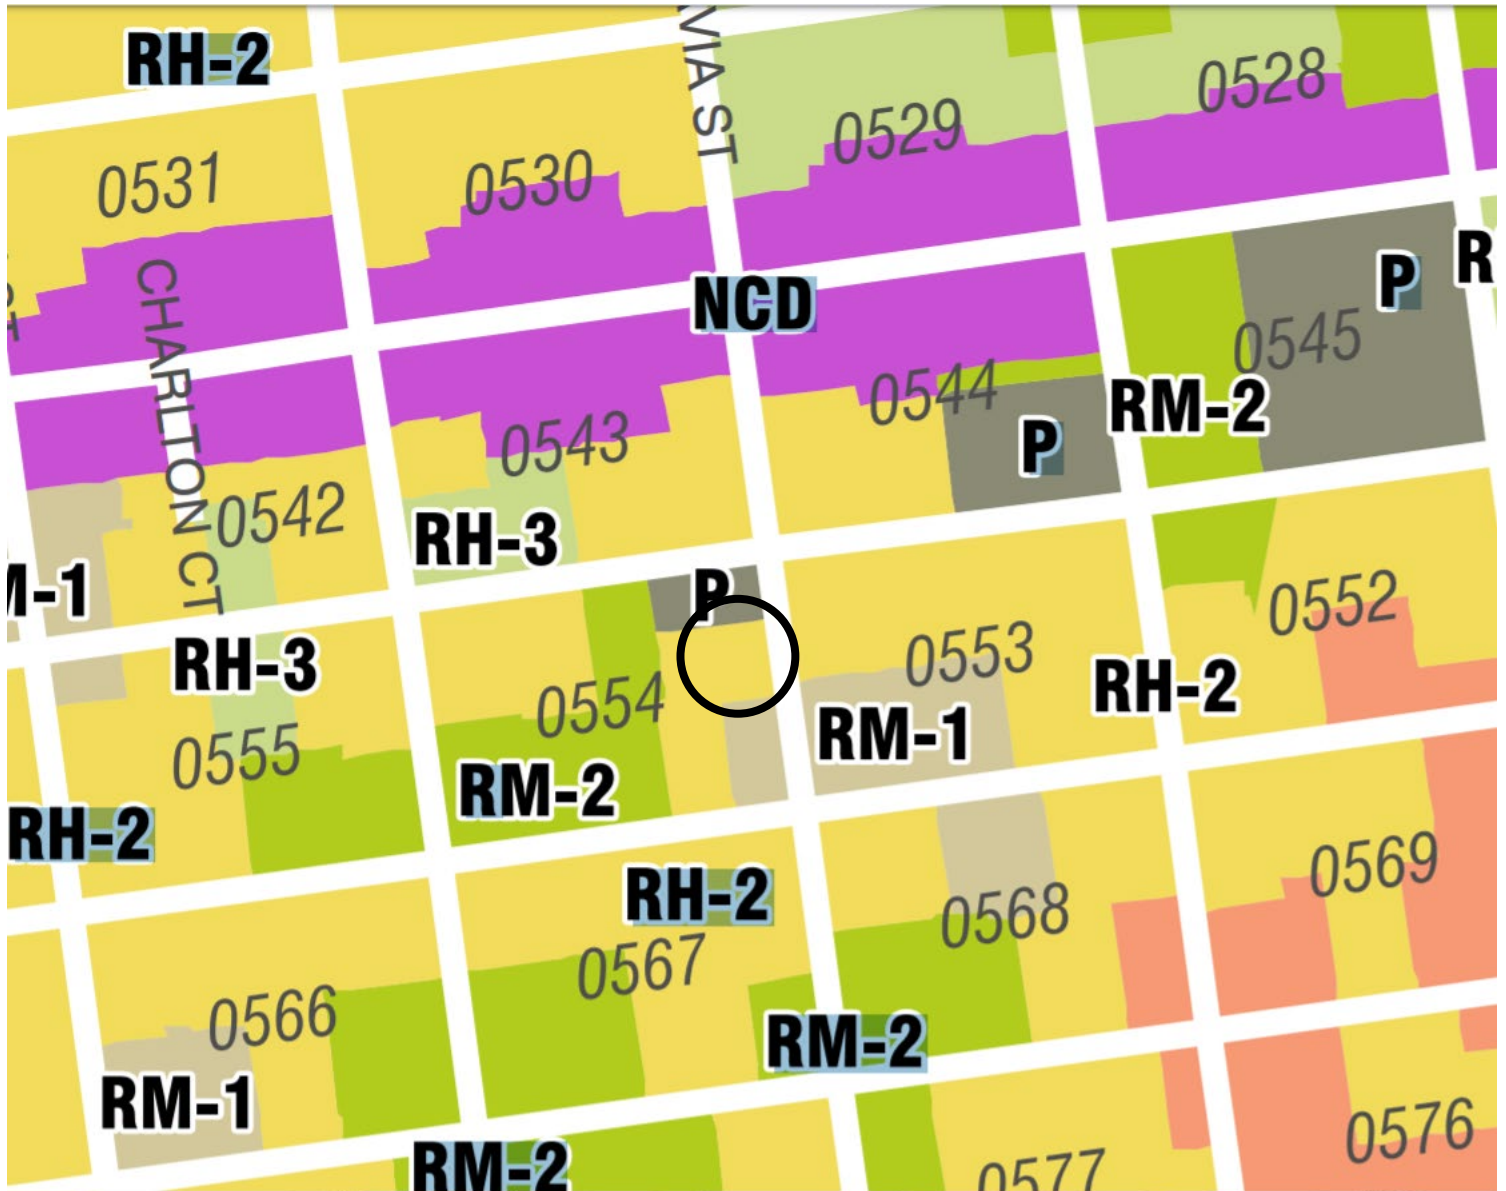 RH-2
VIA ST
0528
0529
0531
0530
R
P
CHARLTON CT
NCD
0545
0544
RM-2
P
0543
0542
RH-3
M-1
P
0552
0553
RH-3
RH-2
0554
RM-1
0555
RM-2
RH-2
0569
RH-2
0568
0567
0566
RM-2
RM-1
0576
RM-2
0577